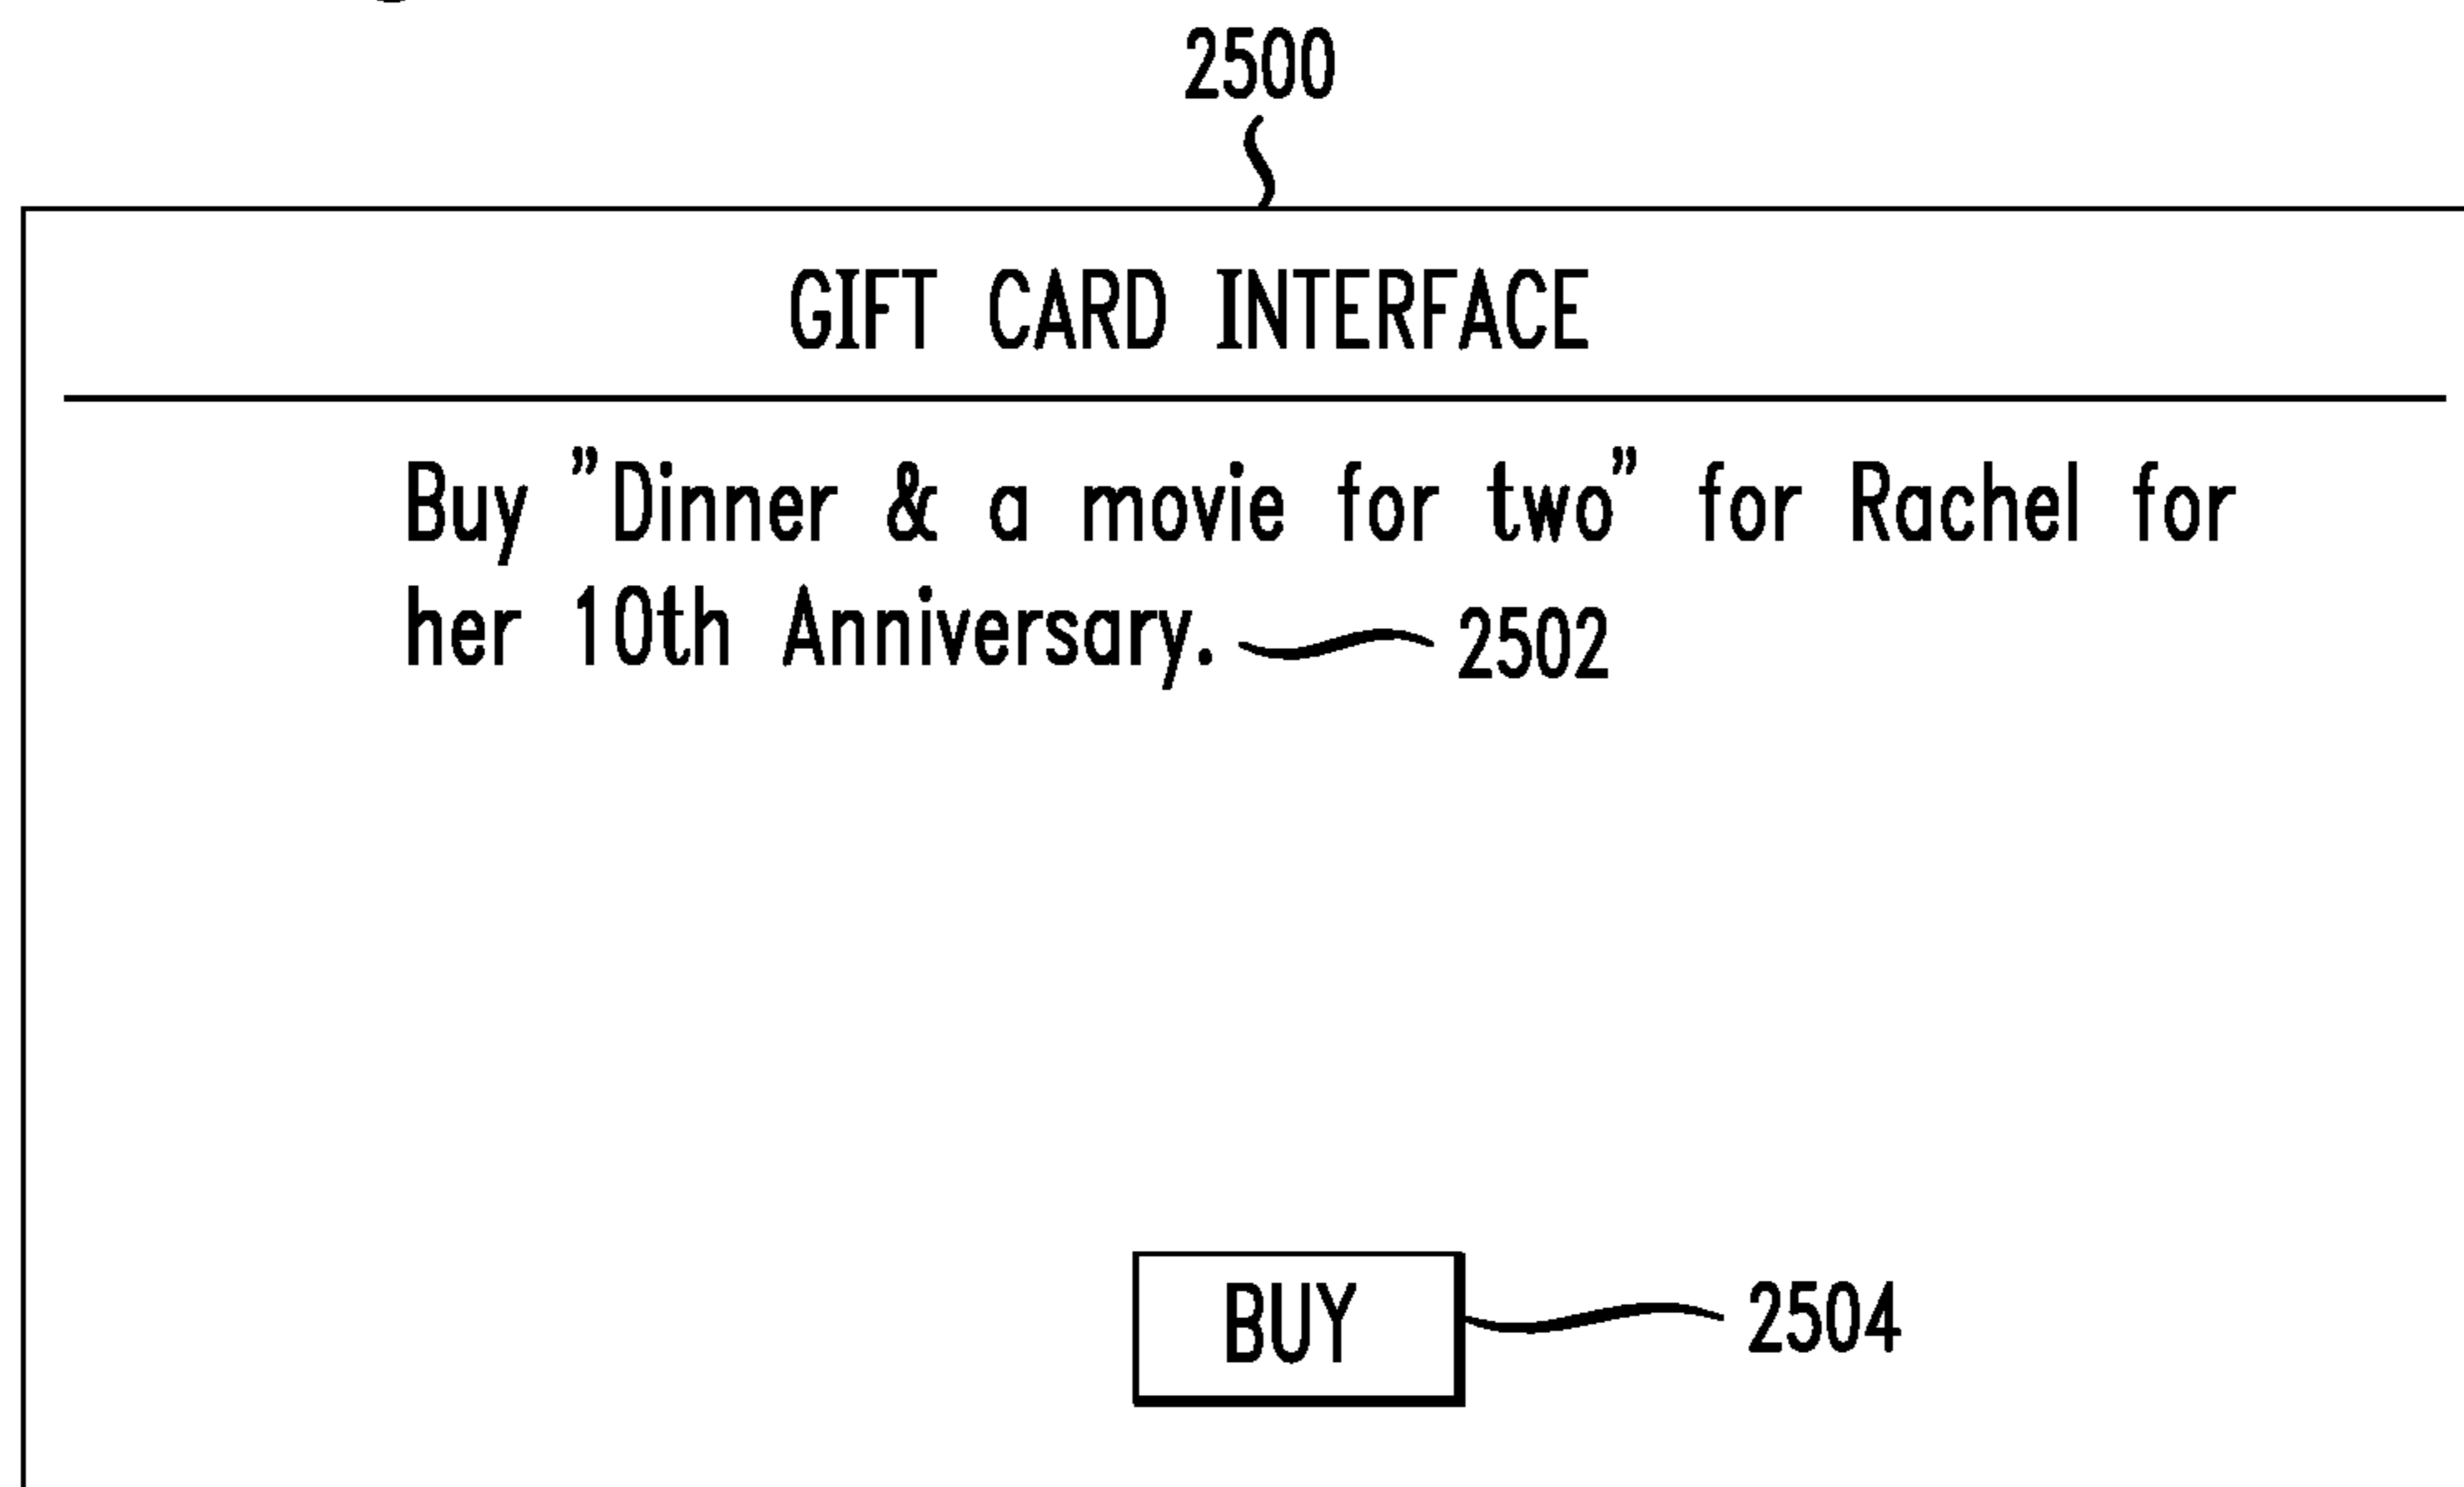 2500
GIFT CARD INTERFACE
Buy ”Dinner & a movie for two” for Rachel for
her 10th Anniversary. 2502
BUY 2504